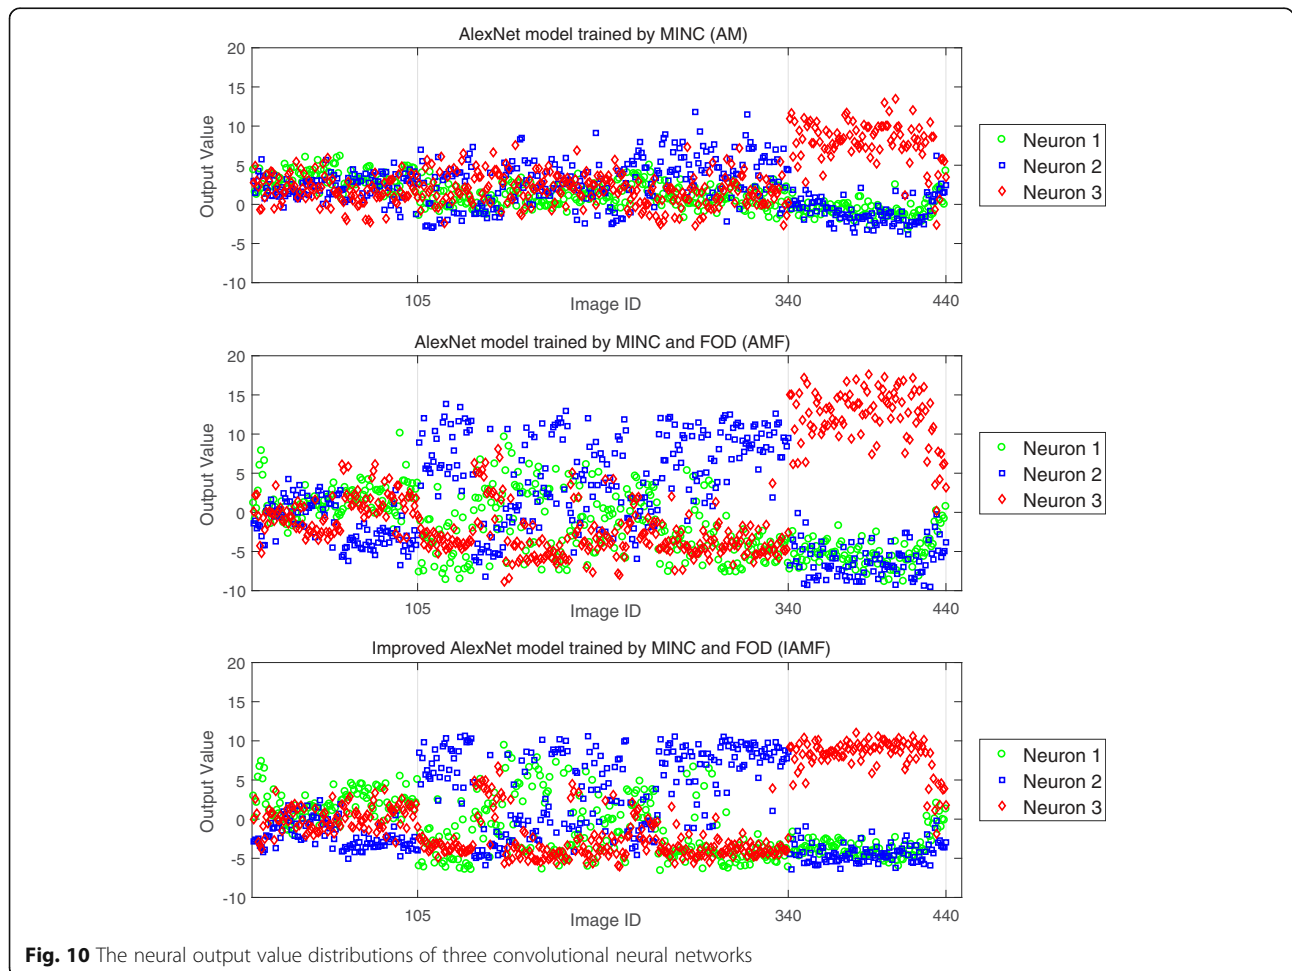 AlexNet model trained by MINC (AM)
20
15
10
5
0
-5
-10
Output Value
105
340
440
Image ID
Neuron 1
Neuron 2
Neuron 3
AlexNet model trained by MINC and FOD (AMF)
20
15
10
5
0
-5
-10
Output Value
105
340
440
Image ID
Neuron 1
Neuron 2
Neuron 3
Improved AlexNet model trained by MINC and FOD (IAMF)
20
15
10
5
0
-5
-10
Output Value
105
340
440
Image ID
Neuron 1
Neuron 2
Neuron 3
Fig. 10 The neural output value distributions of three convolutional neural networks